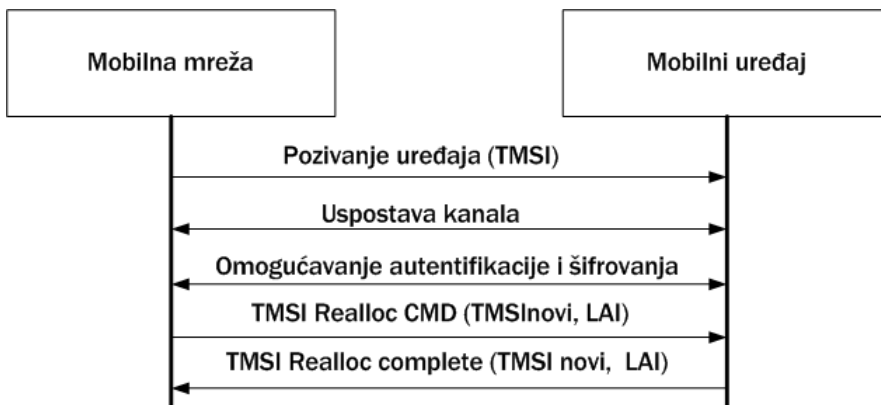 Mobilna mreža
Mobilni uređaj
Pozivanje uređaja (TMSI)
Uspostava kanala
Omogućavanje autentifikacije i šifrovanja
TMSI Realloc CMD (TMSInovi, LAI)
TMSI Realloc complete (TMSI novi, LAI)